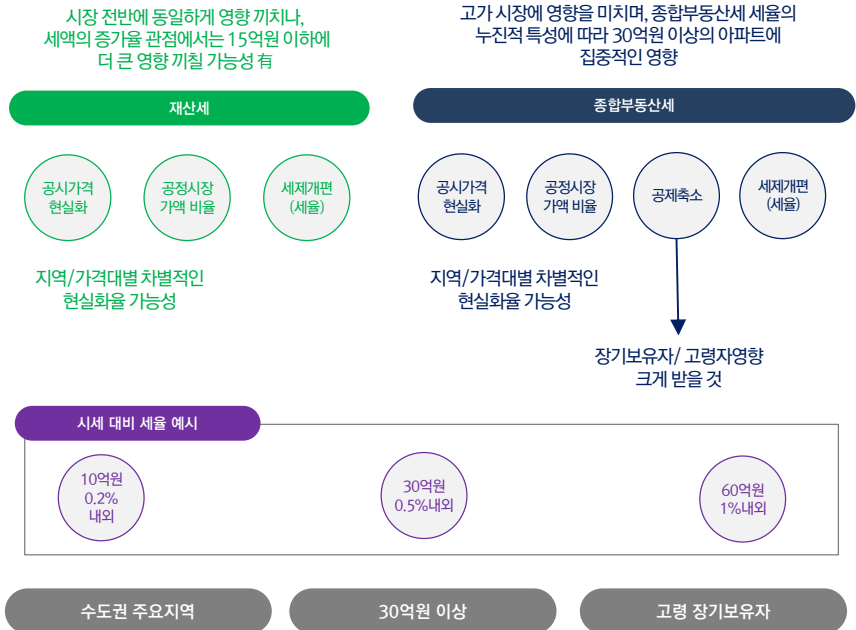 시장 전반에 동일하게 영향 끼치나,
세액의 증가율 관점에서는 15억원 이하에
더 큰 영향 끼칠 가능성 有
고가 시장에 영향을 미치며, 종합부동산세 세율의
누진적 특성에 따라 30억원 이상의 아파트에
집중적인 영향
재산세
종합부동산세
공시가격
현실화
공정시장
가액 비율
세제개편
(세율)
공시가격
현실화
공정시장
가액 비율
공제축소
세제개편
(세율)
지역/가격대별 차별적인
현실화율 가능성
지역/가격대별 차별적인
현실화율 가능성
장기보유자/ 고령자영향
크게 받을 것
시세 대비 세율 예시
10억원
0.2%
내외
30억원
0.5%내외
60억원
1%내외
수도권 주요지역
30억원 이상
고령 장기보유자